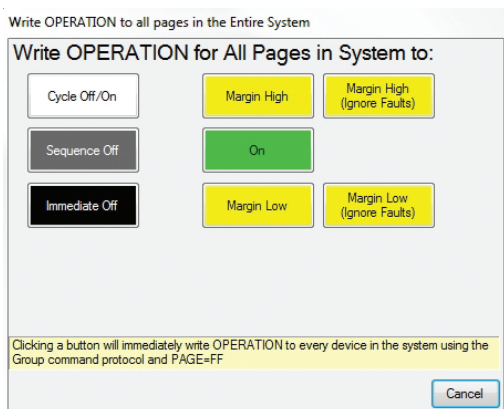 Write OPERATION to all pages in the Entire System
Write OPERATION for All Pages in System to:
Cycle Off/On
Margin High
Margin High
(Ignore Faults)
Sequence Off
On
Immediate Off
Margin Low
Margin Low
(Ignore Faults)
Clicking a button will immediately write OPERATION to every device in the system using the
Group command protocol and PAGE=FF
Cancel